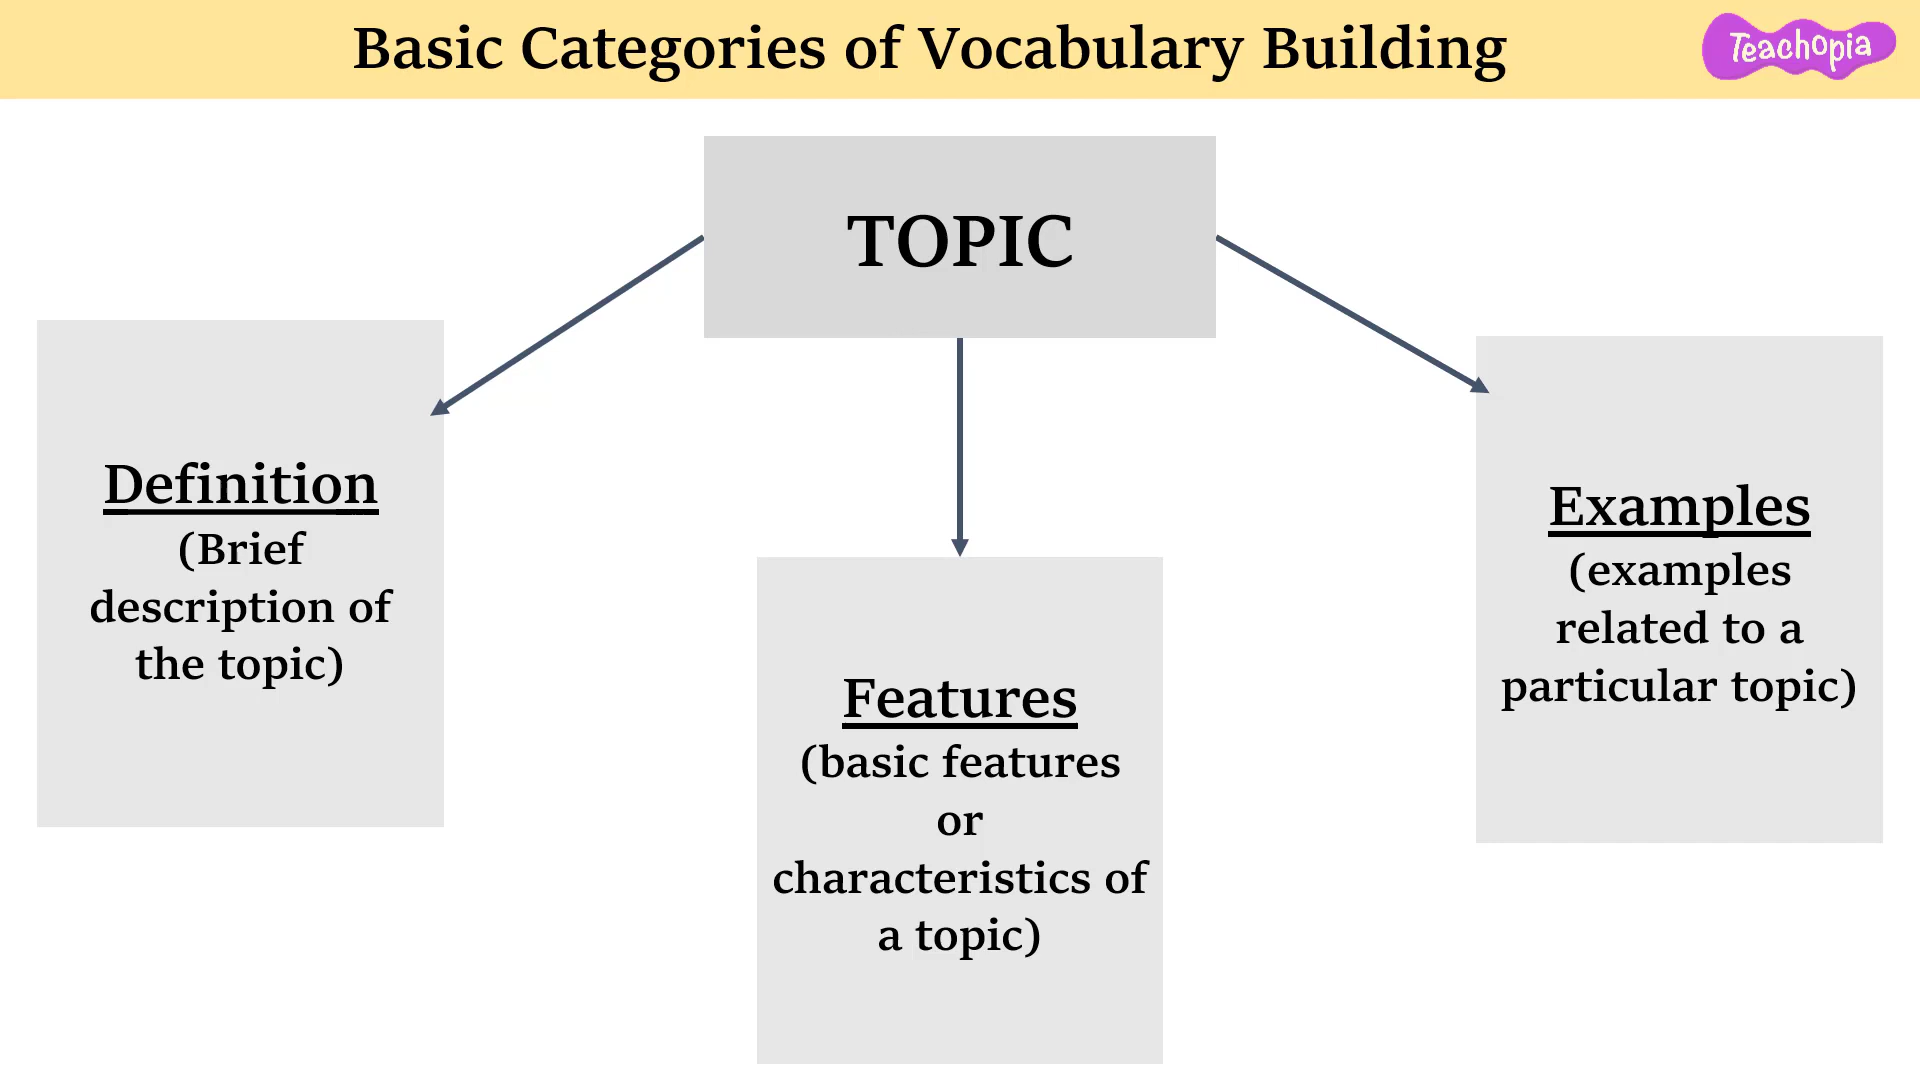 Basic Categories of Vocabulary Building
Teachopia
TOPIC
Definition
(Brief
description of
the topic)
Features
(basic features
or
characteristics of
a topic)
Examples
(examples
related to a
particular topic)